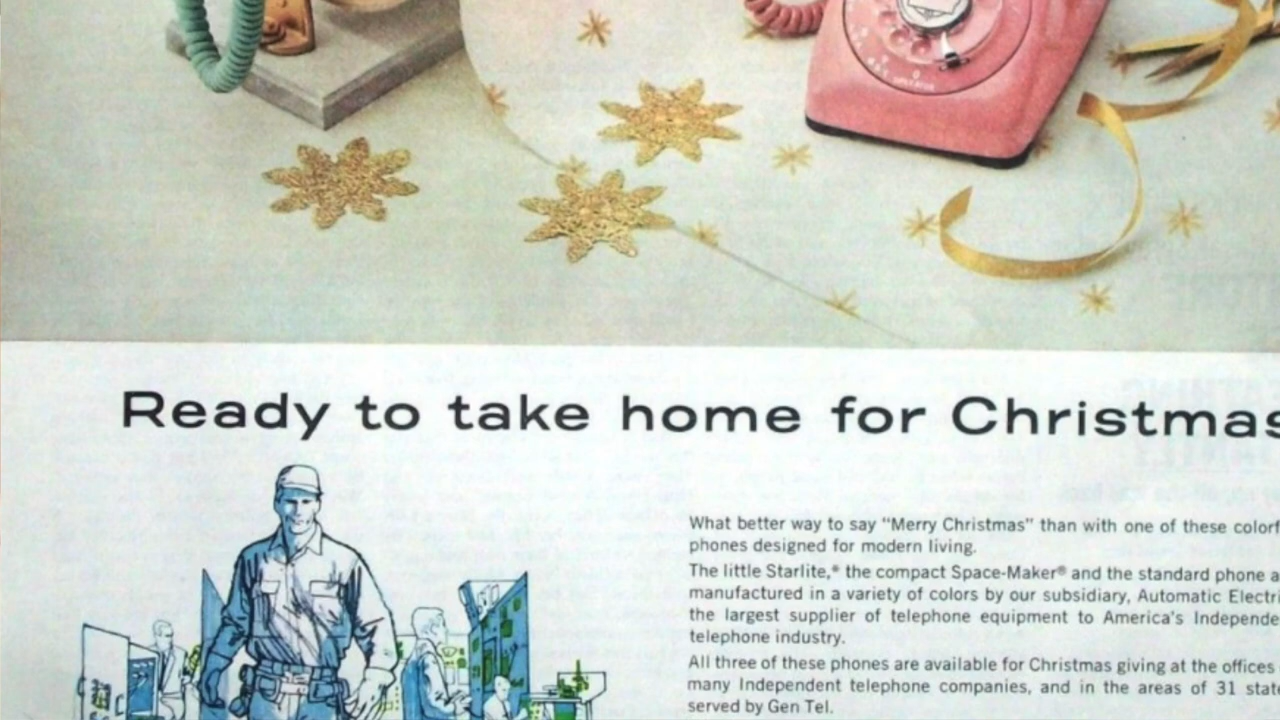 Ready to take home for Christmas
What better way to say "Merry Christmas" than with one of these colorf
phones designed for modern living.
The little Starlite,® the compact Space-Maker® and the standard phone a
manufactured in a variety of colors by our subsidiary, Automatic Electri
the largest supplier of telephone equipment to America's Independe
telephone industry.
All three of these phones are available for Christmas giving at the offices
many Independent telephone companies, and in the areas of 31 stat
served by Gen Tel.